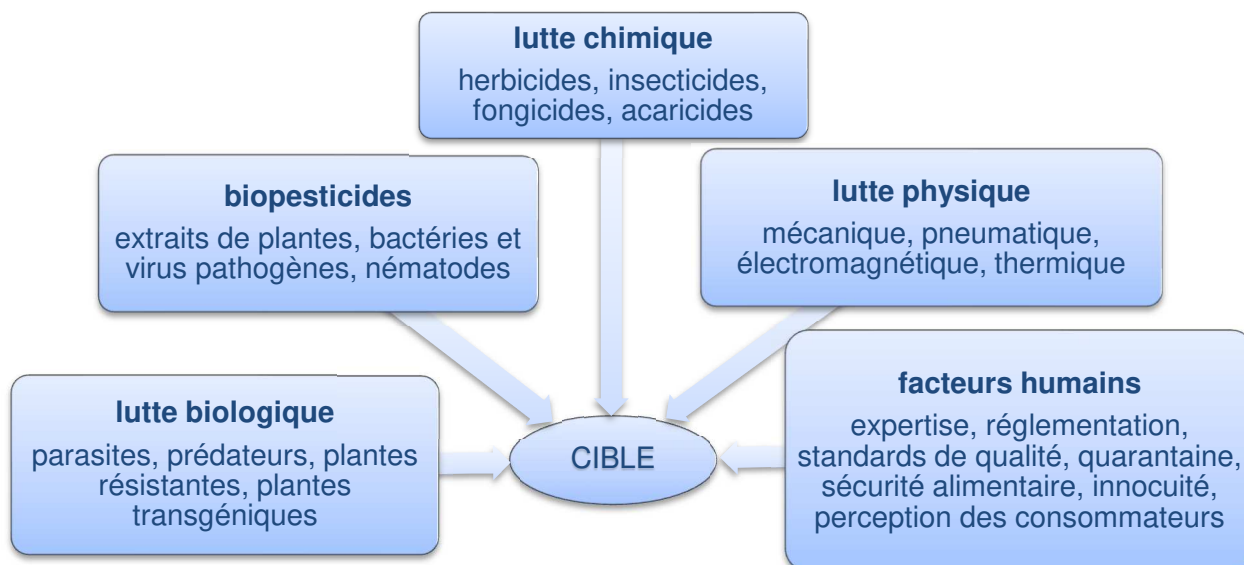 lutte chimique
herbicides, insecticides,
fongicides, acaricides
biopesticides
extraits de plantes, bactéries et
virus pathogènes, nématodes
lutte physique
mécanique, pneumatique,
électromagnétique, thermique
lutte biologique
parasites, prédateurs, plantes
résistantes, plantes
transgéniques
CIBLE
facteurs humains
expertise, réglementation,
standards de qualité, quarantaine,
sécurité alimentaire, innocuité,
perception des consommateurs